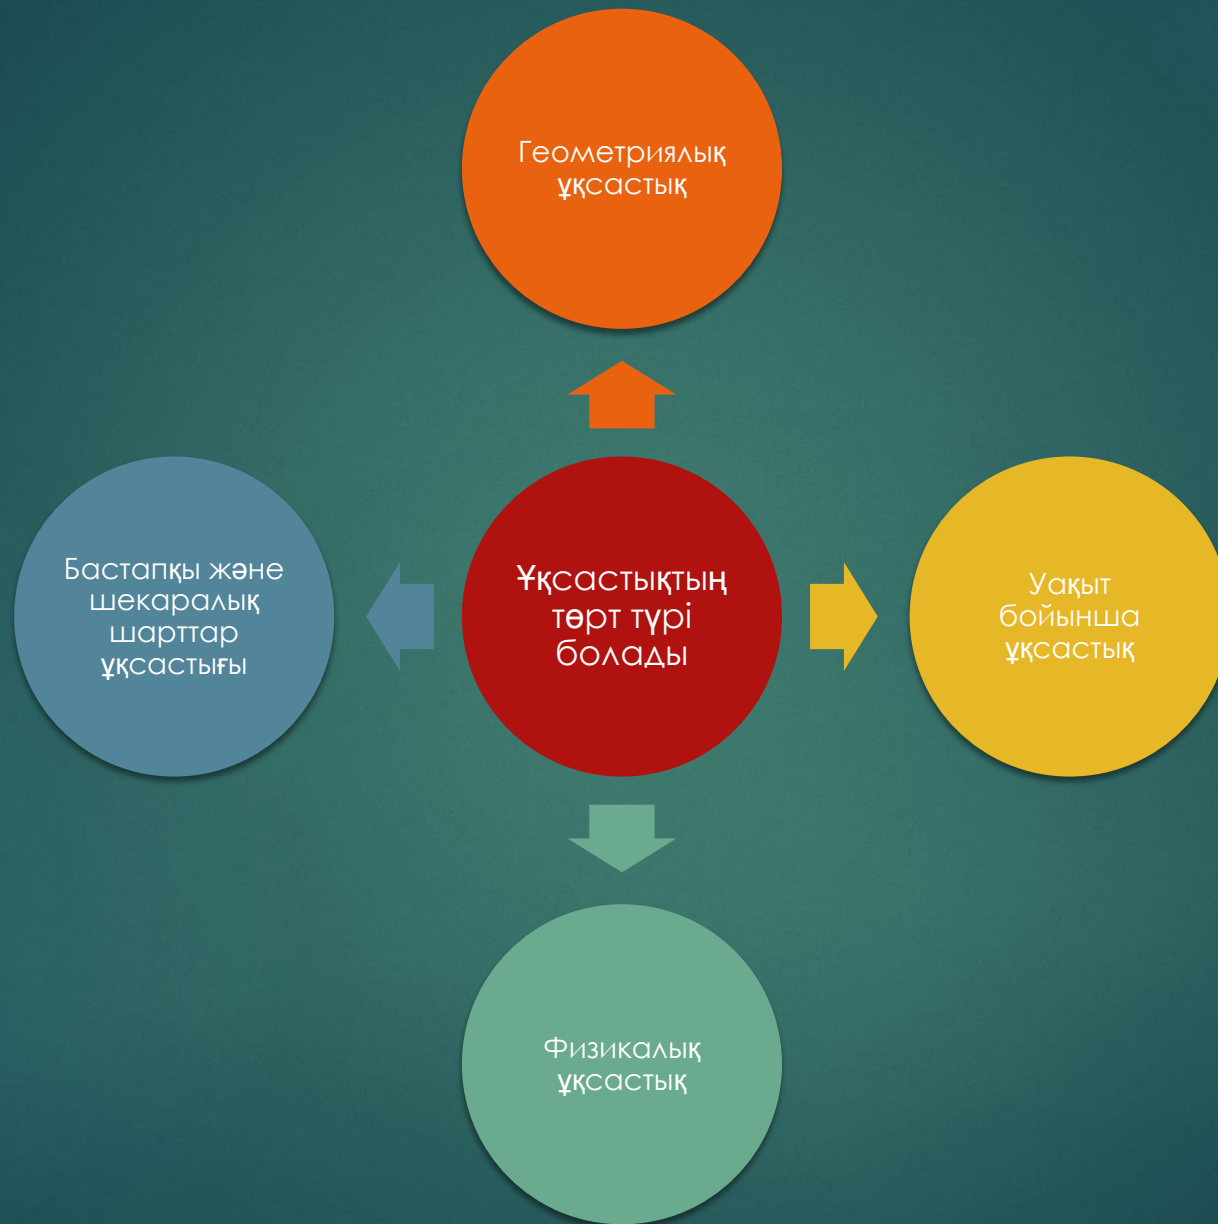 Геометриялық
ұқсастық
Бастапқы және
шекаралық
шарттар
ұқсастығы
Ұқсастықтың
төрт түрі
болады
Уақыт
бойынша
ұқсастық
Физикалық
ұқсастық